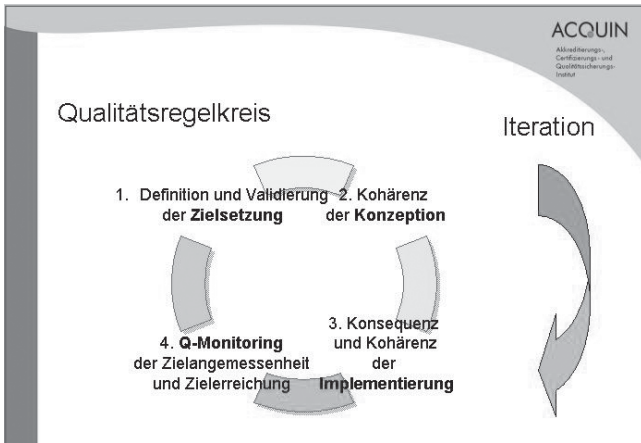 ACQUIN
Akkreditierungs-,
Certifizierungs- und
Qualitätssicherungs-
Institut
Qualitätsregelkreis
Iteration
1. Definition und Validierung
der Zielsetzung
2. Kohärenz
der Konzeption
3. Konsequenz
und Kohärenz
der
Implementierung
4. Q-Monitoring
der Zielangemessenheit
und Zielerreichung